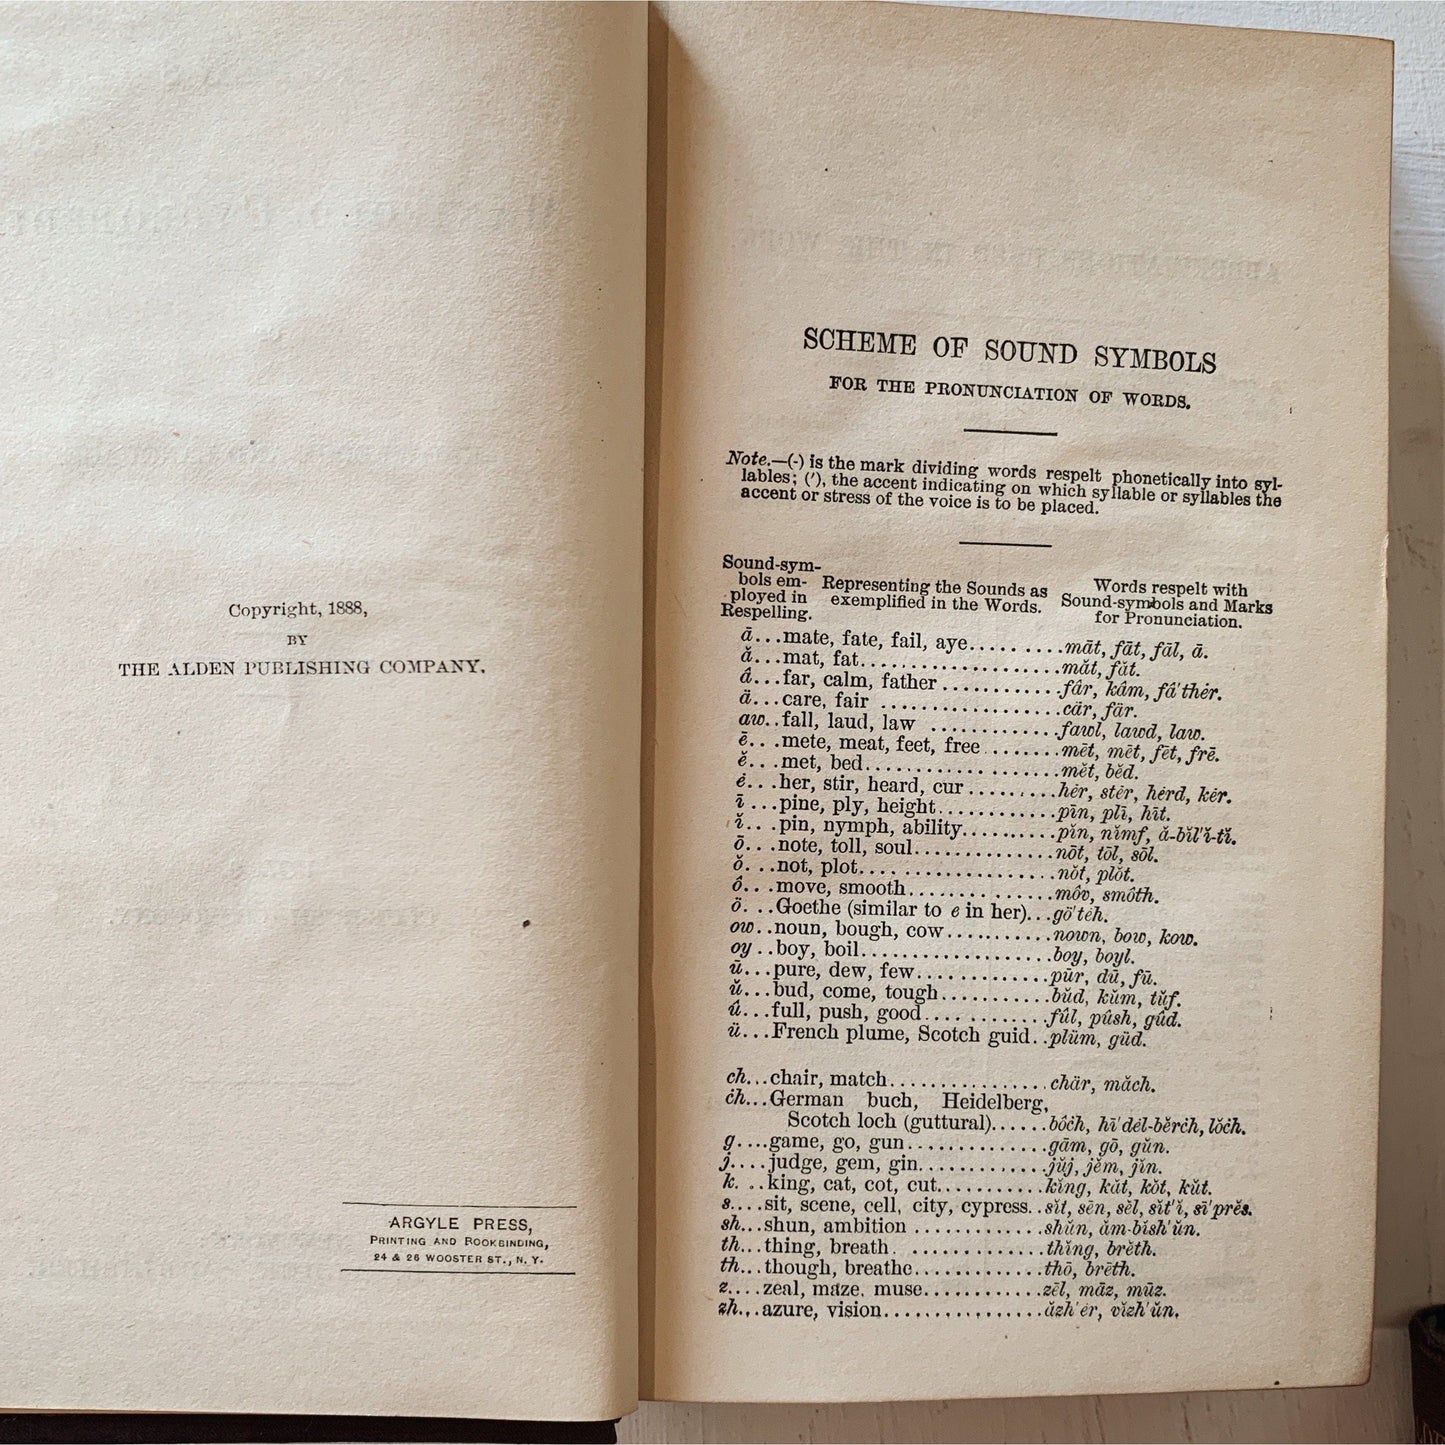 Copyright, 1888,
BY
THE ALDEN PUBLISHING COMPANY.
ARGYLE PRESS,
PRINTING AND BOOKBINDING,
24 & 26 WOOSTER ST., N. Y.
SCHEME OF SOUND SYMBOLS
FOR THE PRONUNCIATION OF WORDS.
Note.—(-) is the mark dividing words respelt phonetically into syl-
lables; (′), the accent indicating on which syllable or syllables the
accent or stress of the voice is to be placed.
Sound-sym-
bols em-
ployed in
Respelling.
Representing the Sounds as
exemplified in the Words.
Words respelt with
Sound-symbols and Marks
for Pronunciation.
ā...mate, fate, fail, aye.........māt, fāt, fāl, ā.
ă...mat, fat..................măt, făt.
â...far, calm, father............fâr, kâm, fâ′thėr.
ä...care, fair..................cär, fär.
aw..fall, laud, law.............fawl, lawd, law.
ē...mete, meat, feet, free........mēt, mēt, fēt, frē.
ĕ...met, bed..................mĕt, bĕd.
ė...her, stir, heard, cur.........hėr, stėr, hėrd, kėr.
ī...pine, ply, height............pīn, plī, hīt.
ĭ...pin, nymph, ability..........pĭn, nĭmf, ă-bĭl′ĭ-tĭ.
ō...note, toll, soul..............nōt, tōl, sōl.
ŏ...not, plot..................nŏt, plŏt.
ô...move, smooth..............môv, smôth.
ö...Goethe (similar to e in her)...gö′tėh.
ow..noun, bough, cow...........nown, bow, kow.
oy..boy, boil..................boy, boyl.
ū...pure, dew, few.............pūr, dū, fū.
ŭ...bud, come, tough...........bŭd, kŭm, tŭf.
û...full, push, good.............fûl, pûsh, gûd.
ü...French plume, Scotch guid..plüm, güd.
ch...chair, match................chär, măch.
ċh...German buch, Heidelberg,
Scotch loch (guttural)......bôċh, hī′dėl-bĕrċh, lŏċh.
g....game, go, gun..............gām, gō, gŭn.
j....judge, gem, gin.............jŭj, jĕm, jĭn.
k...king, cat, cot, cut...........kĭng, kăt, kŏt, kŭt.
s....sit, scene, cell, city, cypress..sĭt, sēn, sĕl, sĭt′ĭ, sī′prĕs.
sh...shun, ambition.............shŭn, ăm-bĭsh′ŭn.
th...thing, breath..............thĭng, brĕth.
th...though, breathe.............thō, brēth.
z....zeal, maze, muse............zēl, māz, mūz.
zh...azure, vision................ăzh′ėr, vĭzh′ŭn.